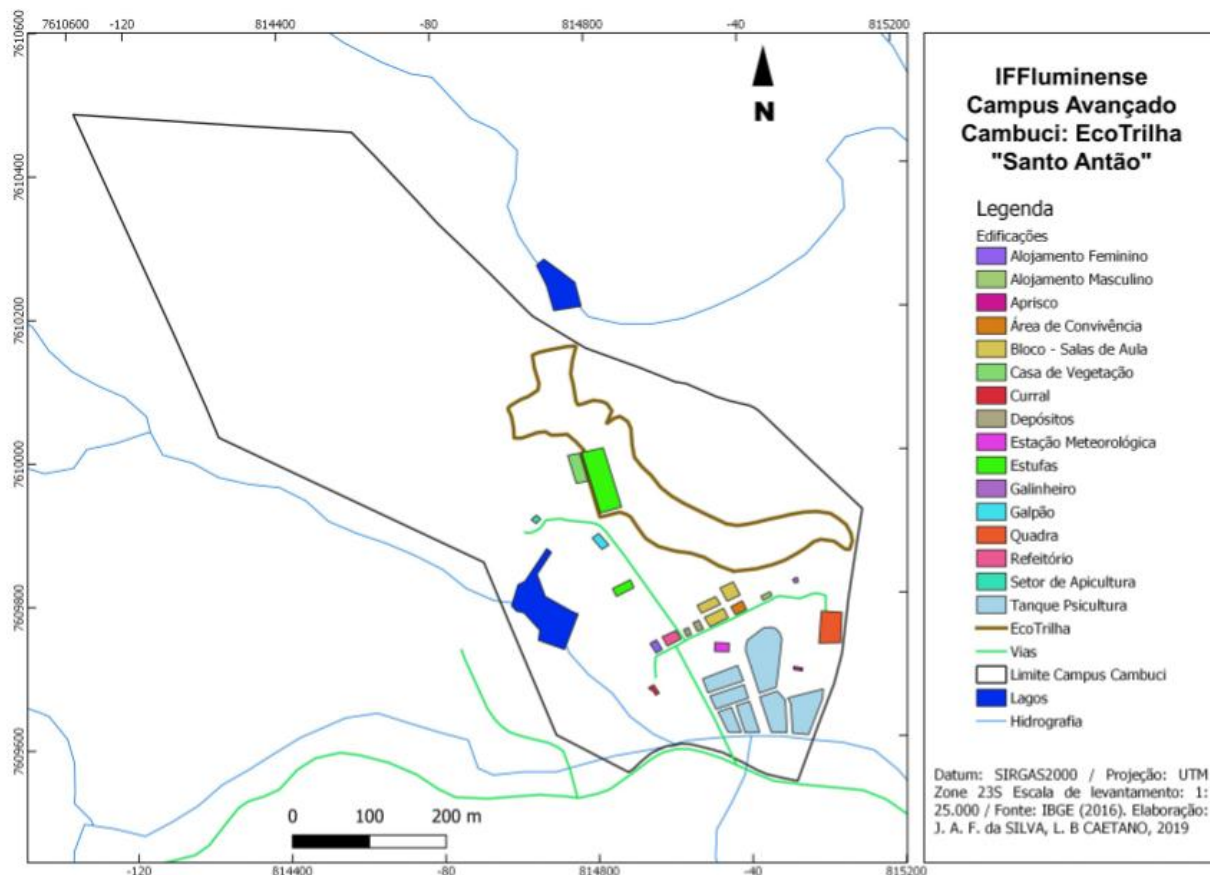 7610600 -120 814400 -80 814800 -40 815200
7610600
7610400
7610200
7610000
7609800
7609600
N
0 100 200 m
-120 814400 -80 814800 -40 815200
IFFluminense
Campus Avançado
Cambuci: EcoTrilha
"Santo Antão"
Legenda
Edificações
Alojamento Feminino
Alojamento Masculino
Aprisco
Área de Convivência
Bloco - Salas de Aula
Casa de Vegetação
Curral
Depósitos
Estação Meteorológica
Estufas
Galinheiro
Galpão
Quadra
Refeitório
Setor de Apicultura
Tanque Psicultura
EcoTrilha
Vias
Limite Campus Cambuci
Lagos
Hidrografia
Datum: SIRGAS2000 / Projeção: UTM
Zone 23S Escala de levantamento: 1:
25.000 / Fonte: IBGE (2016). Elaboração:
J. A. F. da SILVA, L. B CAETANO, 2019